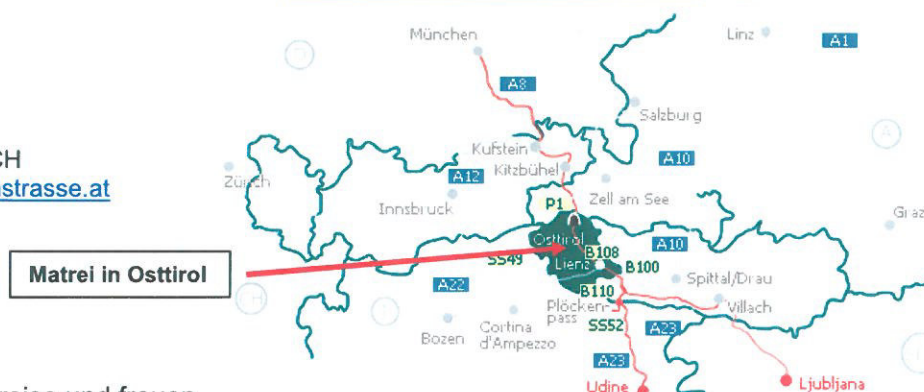 München
Linz
A1
A8
Salzburg
CH
Kufstein
Kitzbühel
A10
strasse.at
Zürich
A12
Innsbruck
P1
Zell am See
Graz
Osttirol
A10
SS49
B108
Matrei in Osttirol
Lienz
B100
A22
B110
Spittal/Drau
CH
Plöcken-
pass
Villach
Bozen
Cortina
d'Ampezzo
SS52
A23
A23
Udine
Ljubljana